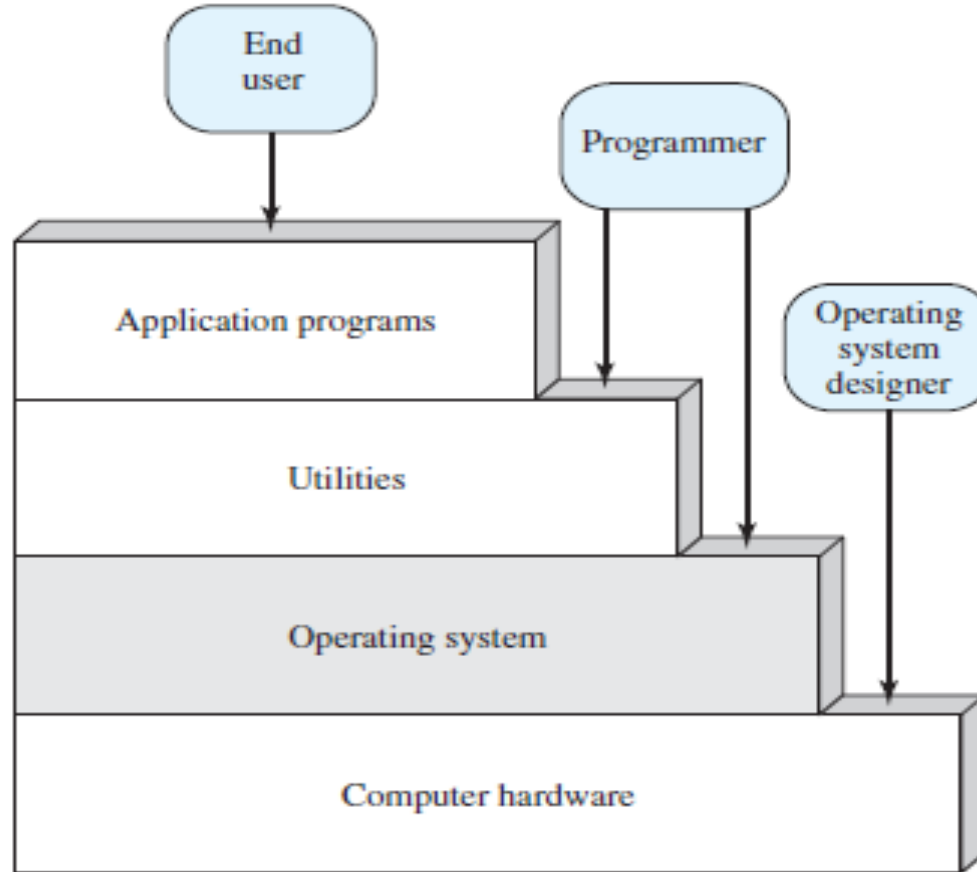 End
user
Programmer
Application programs
Operating
system
designer
Utilities
Operating system
Computer hardware